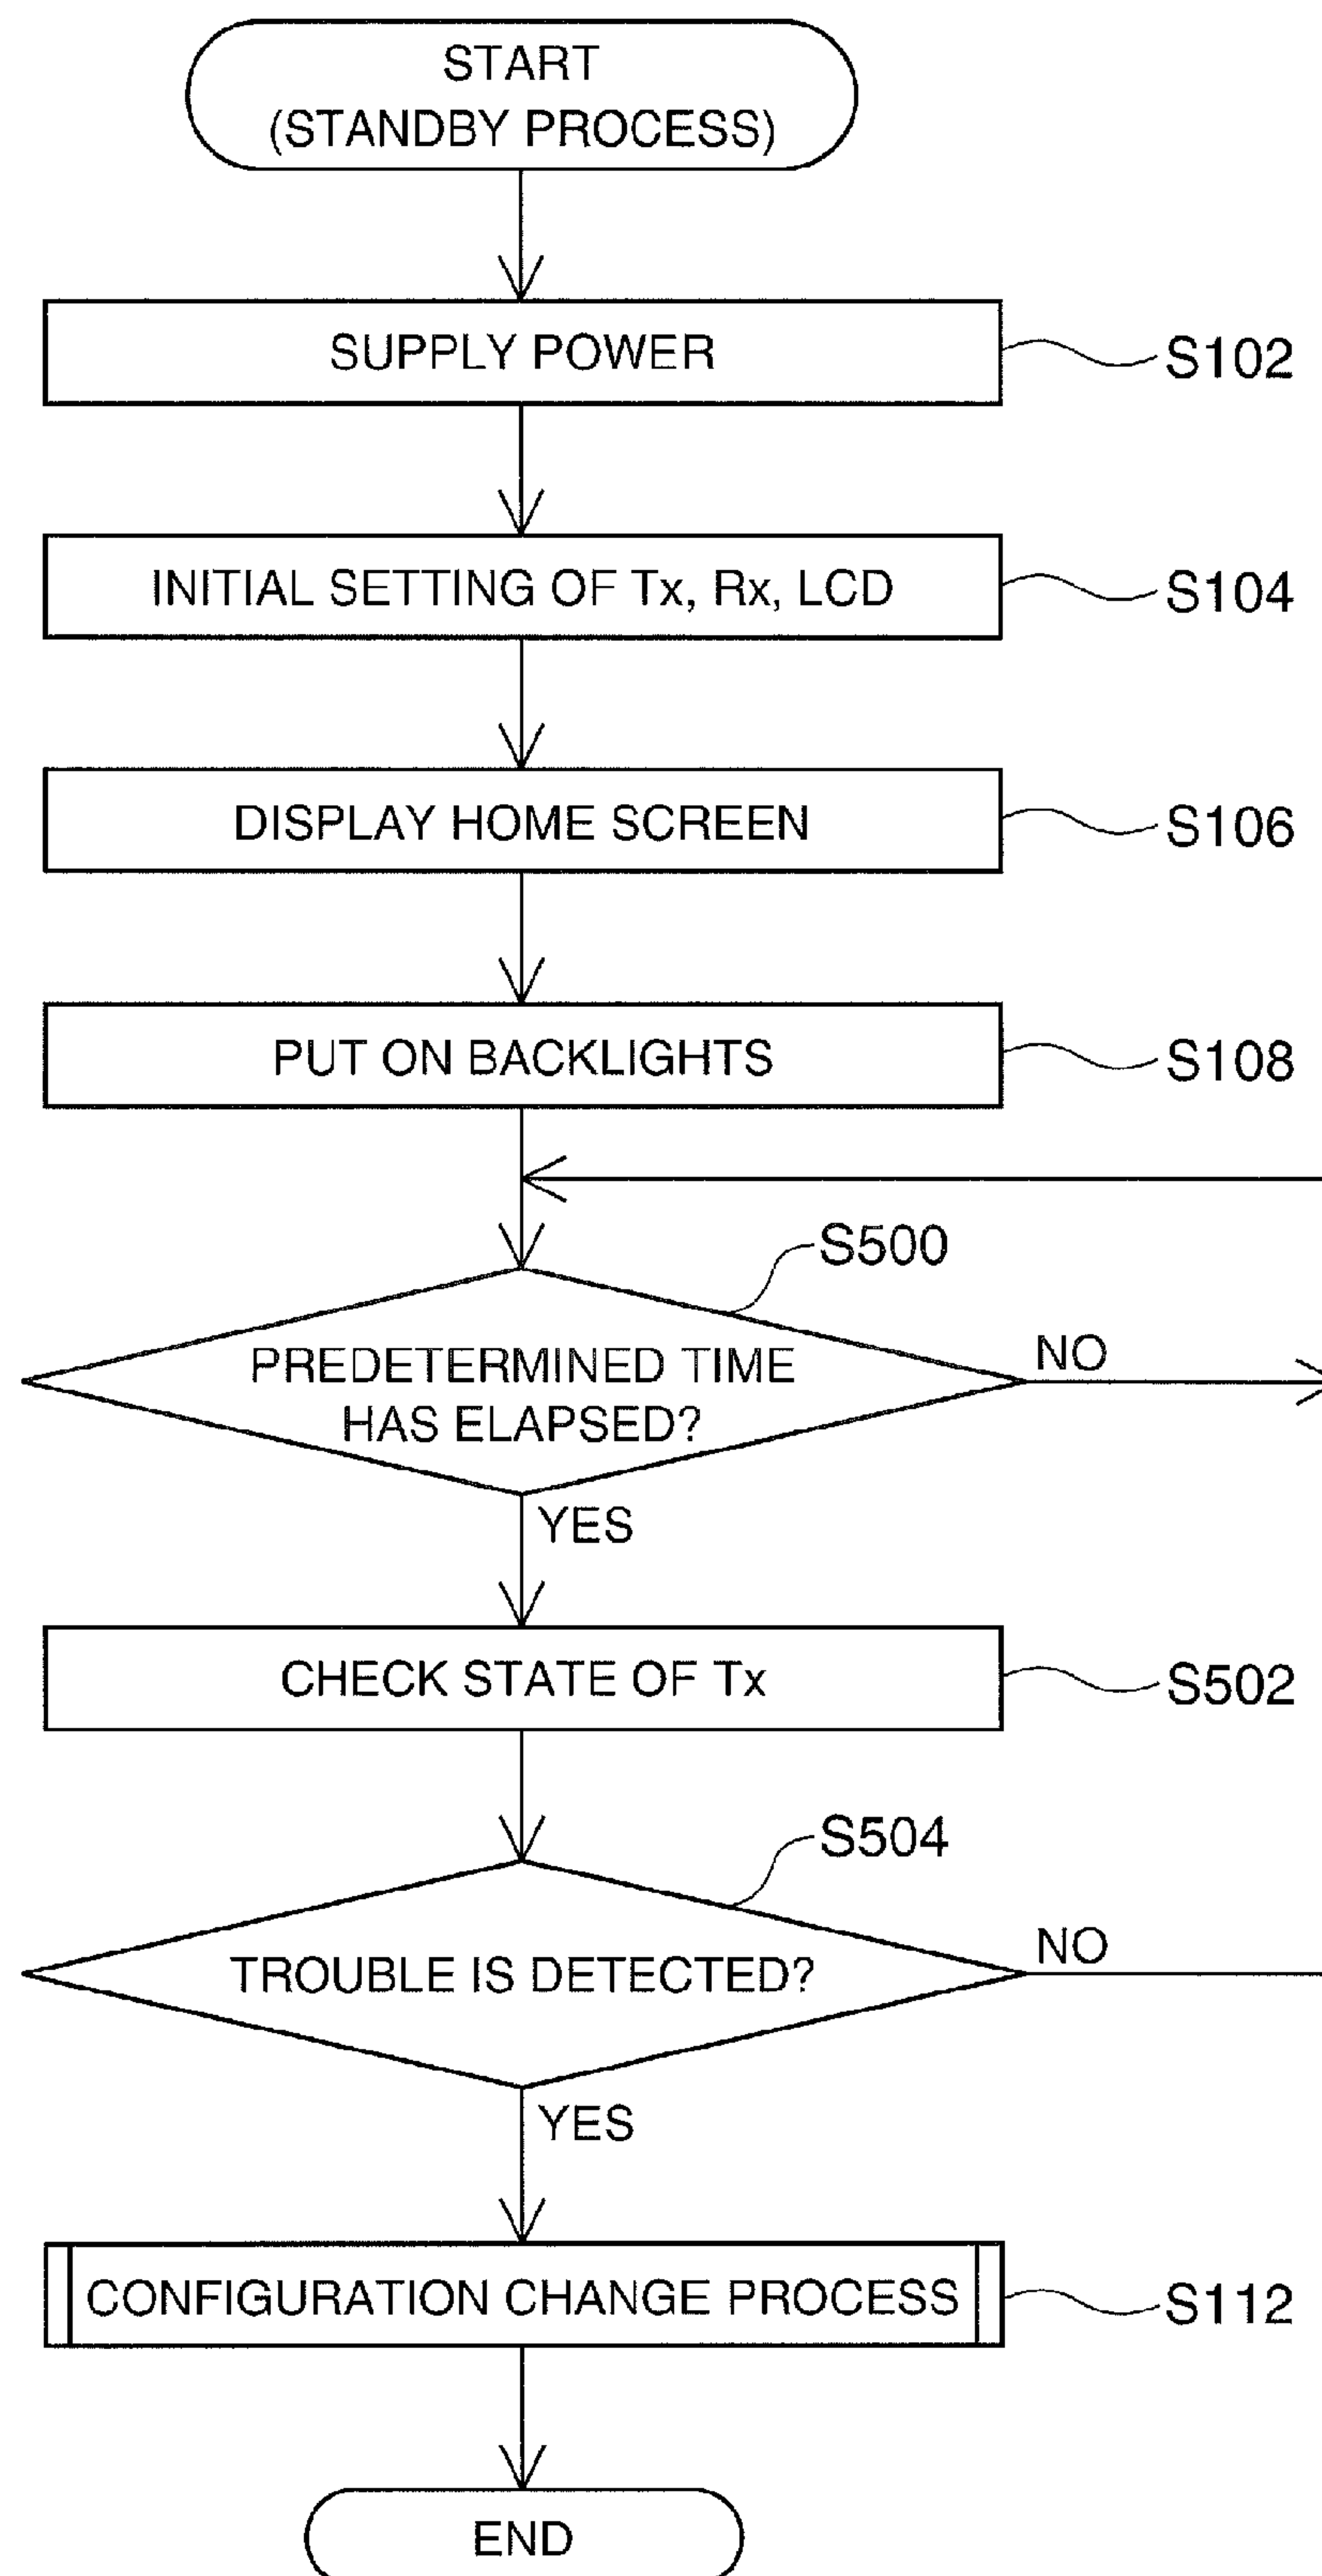 START
(STANDBY PROCESS)
SUPPLY POWER
S102
INITIAL SETTING OF Tx, Rx, LCD
S104
DISPLAY HOME SCREEN
S106
PUT ON BACKLIGHTS
S108
S500
PREDETERMINED TIME
HAS ELAPSED?
NO
YES
CHECK STATE OF Tx
S502
S504
TROUBLE IS DETECTED?
NO
YES
CONFIGURATION CHANGE PROCESS
S112
END